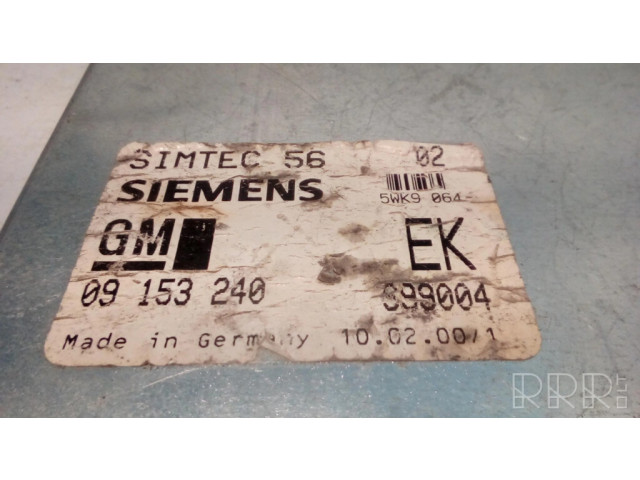 SIMTEC 56 02
SIEMENS 5WK9 064-
GM EK
09 153 240 S99004
Made in Germany 10.02.00/1
RRR.LT